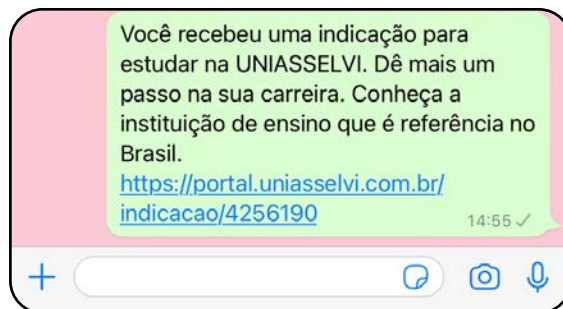 Você recebeu uma indicação para
estudar na UNIASSELVI. Dê mais um
passo na sua carreira. Conheça a
instituição de ensino que é referência no
Brasil.
https://portal.uniasselvi.com.br/
indicacao/4256190
14:55